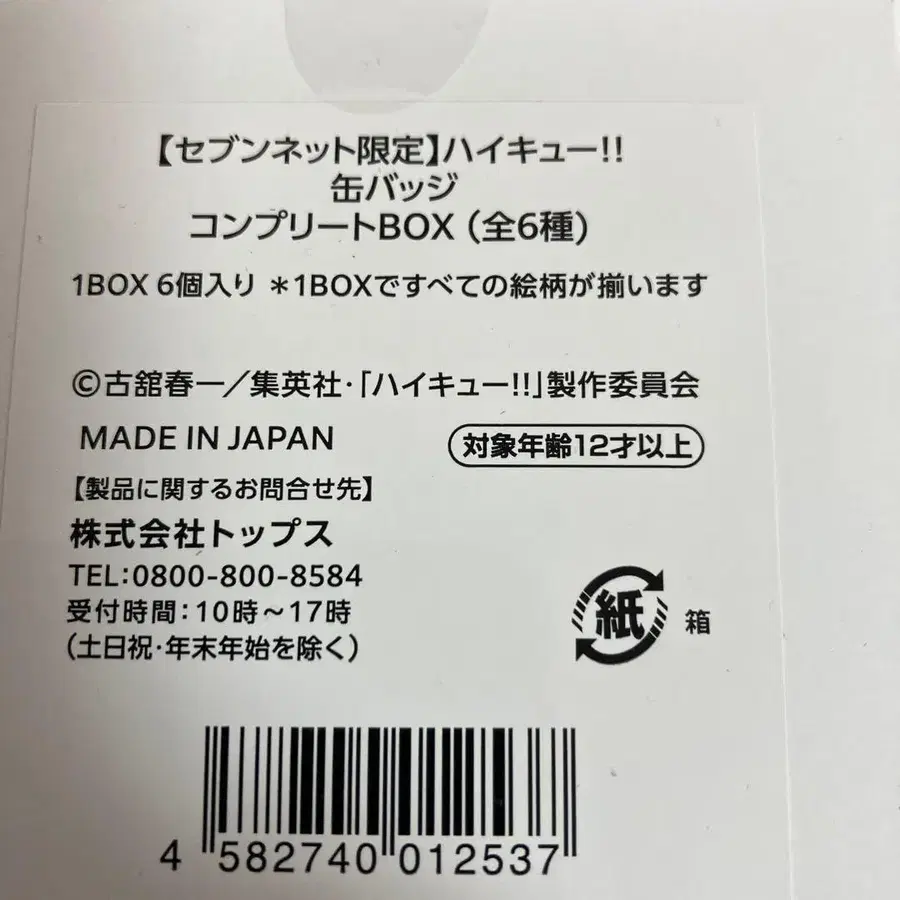 【セブンネット限定】ハイキュー!!
缶バッジ
コンプリートBOX (全6種)
1BOX 6個入り ＊1BOXですべての絵柄が揃います
©古舘春一／集英社・「ハイキュー!!」製作委員会
MADE IN JAPAN
対象年齢12才以上
【製品に関するお問合せ先】
株式会社トップス
TEL:0800-800-8584
受付時間：10時～17時
(土日祝・年末年始を除く)
紙 箱
4 582740 012537